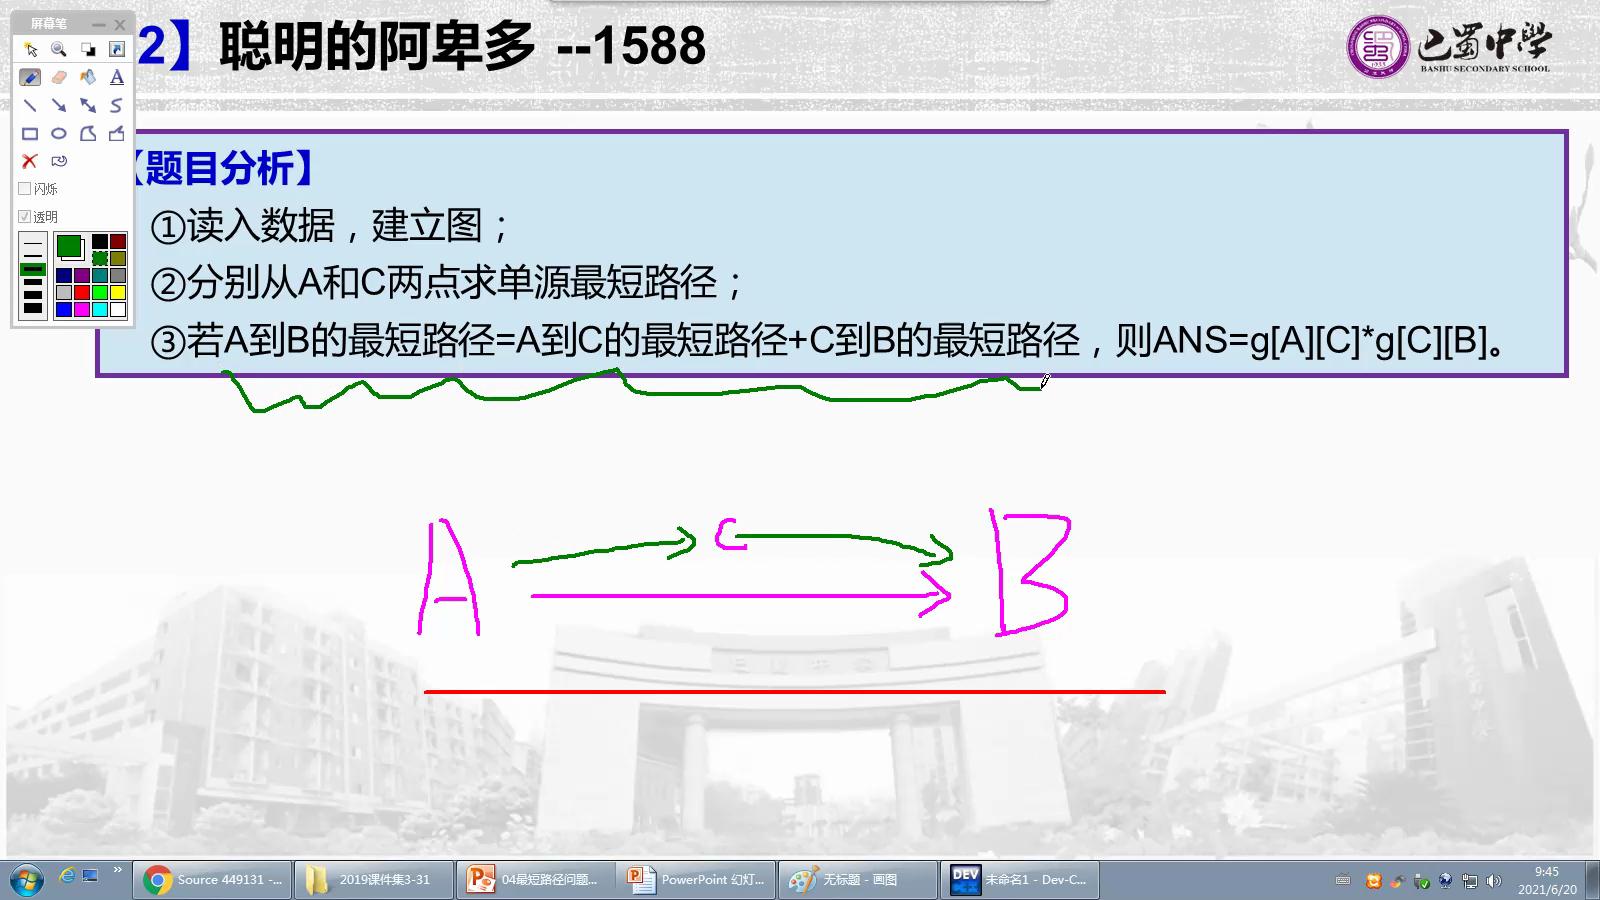 屏幕笔
2】聪明的阿卑多 --1588
巴蜀中学
BASHU SECONDARY SCHOOL
【题目分析】
①读入数据，建立图；
②分别从A和C两点求单源最短路径；
③若A到B的最短路径=A到C的最短路径+C到B的最短路径，则ANS=g[A][C]*g[C][B]。
闪烁
透明
A
C
B
Source 449131 -...
2019课件集3-31
04最短路径问题...
PowerPoint 幻灯...
无标题 - 画图
DEV
未命名1 - Dev-C...
9:45
2021/6/20